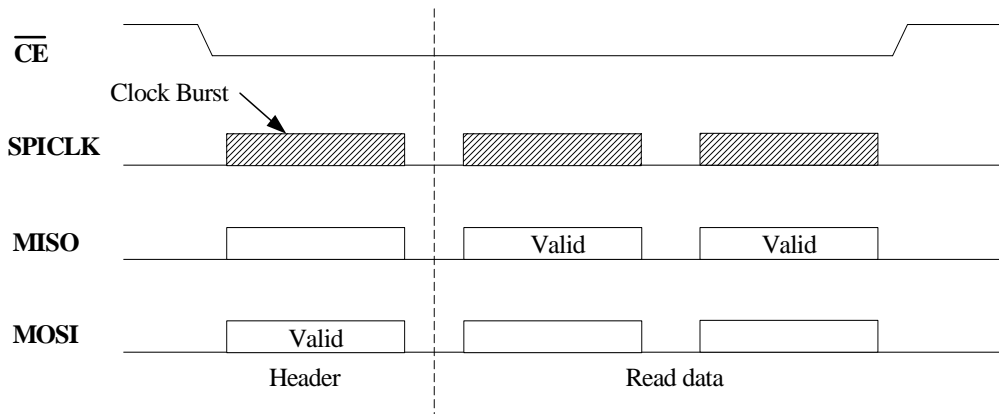 CE
Clock Burst
SPICLK
MISO
Valid
Valid
MOSI
Valid
Header
Read data